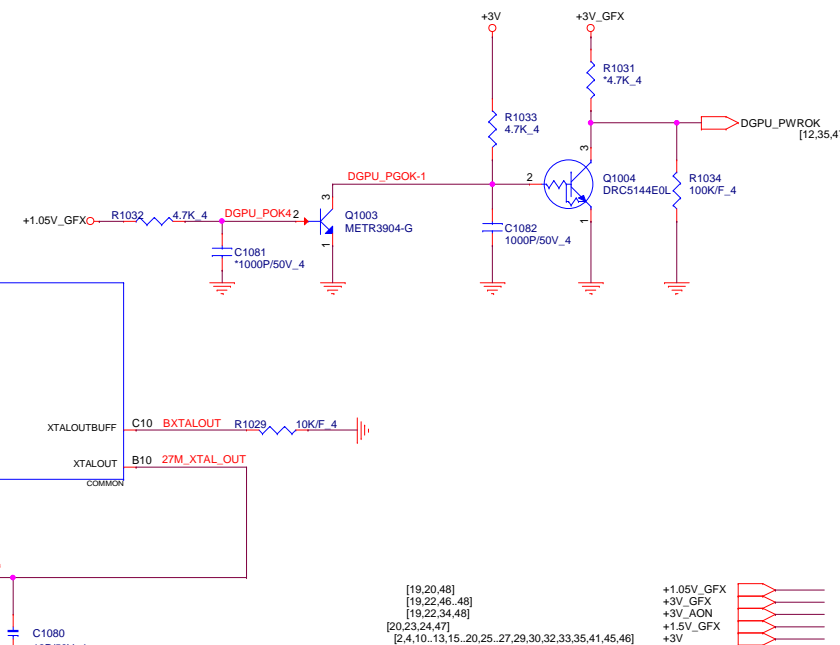 +3V
+3V_GFX
R1031
*4.7K_4
R1033
4.7K_4
DGPU_PWROK
[12,35,4
3
DGPU_PGOK-1
2
Q1004
DRC5144E0L
R1034
100K/F_4
+1.05V_GFX
R1032
4.7K_4
DGPU_POK4
2
3
Q1003
METR3904-G
1
C1081
*1000P/50V_4
C1082
1000P/50V_4
1
XTALOUTBUFF
C10
BXTALOUT
R1029
10K/F_4
XTALOUT
B10
27M_XTAL_OUT
COMMON
C1080
[19,20,48]
+1.05V_GFX
[19,22,46..48]
+3V_GFX
[19,22,34,48]
+3V_AON
[20,23,24,47]
+1.5V_GFX
[2,4,10..13,15..20,25..27,29,30,32,33,35,41,45,46]
+3V